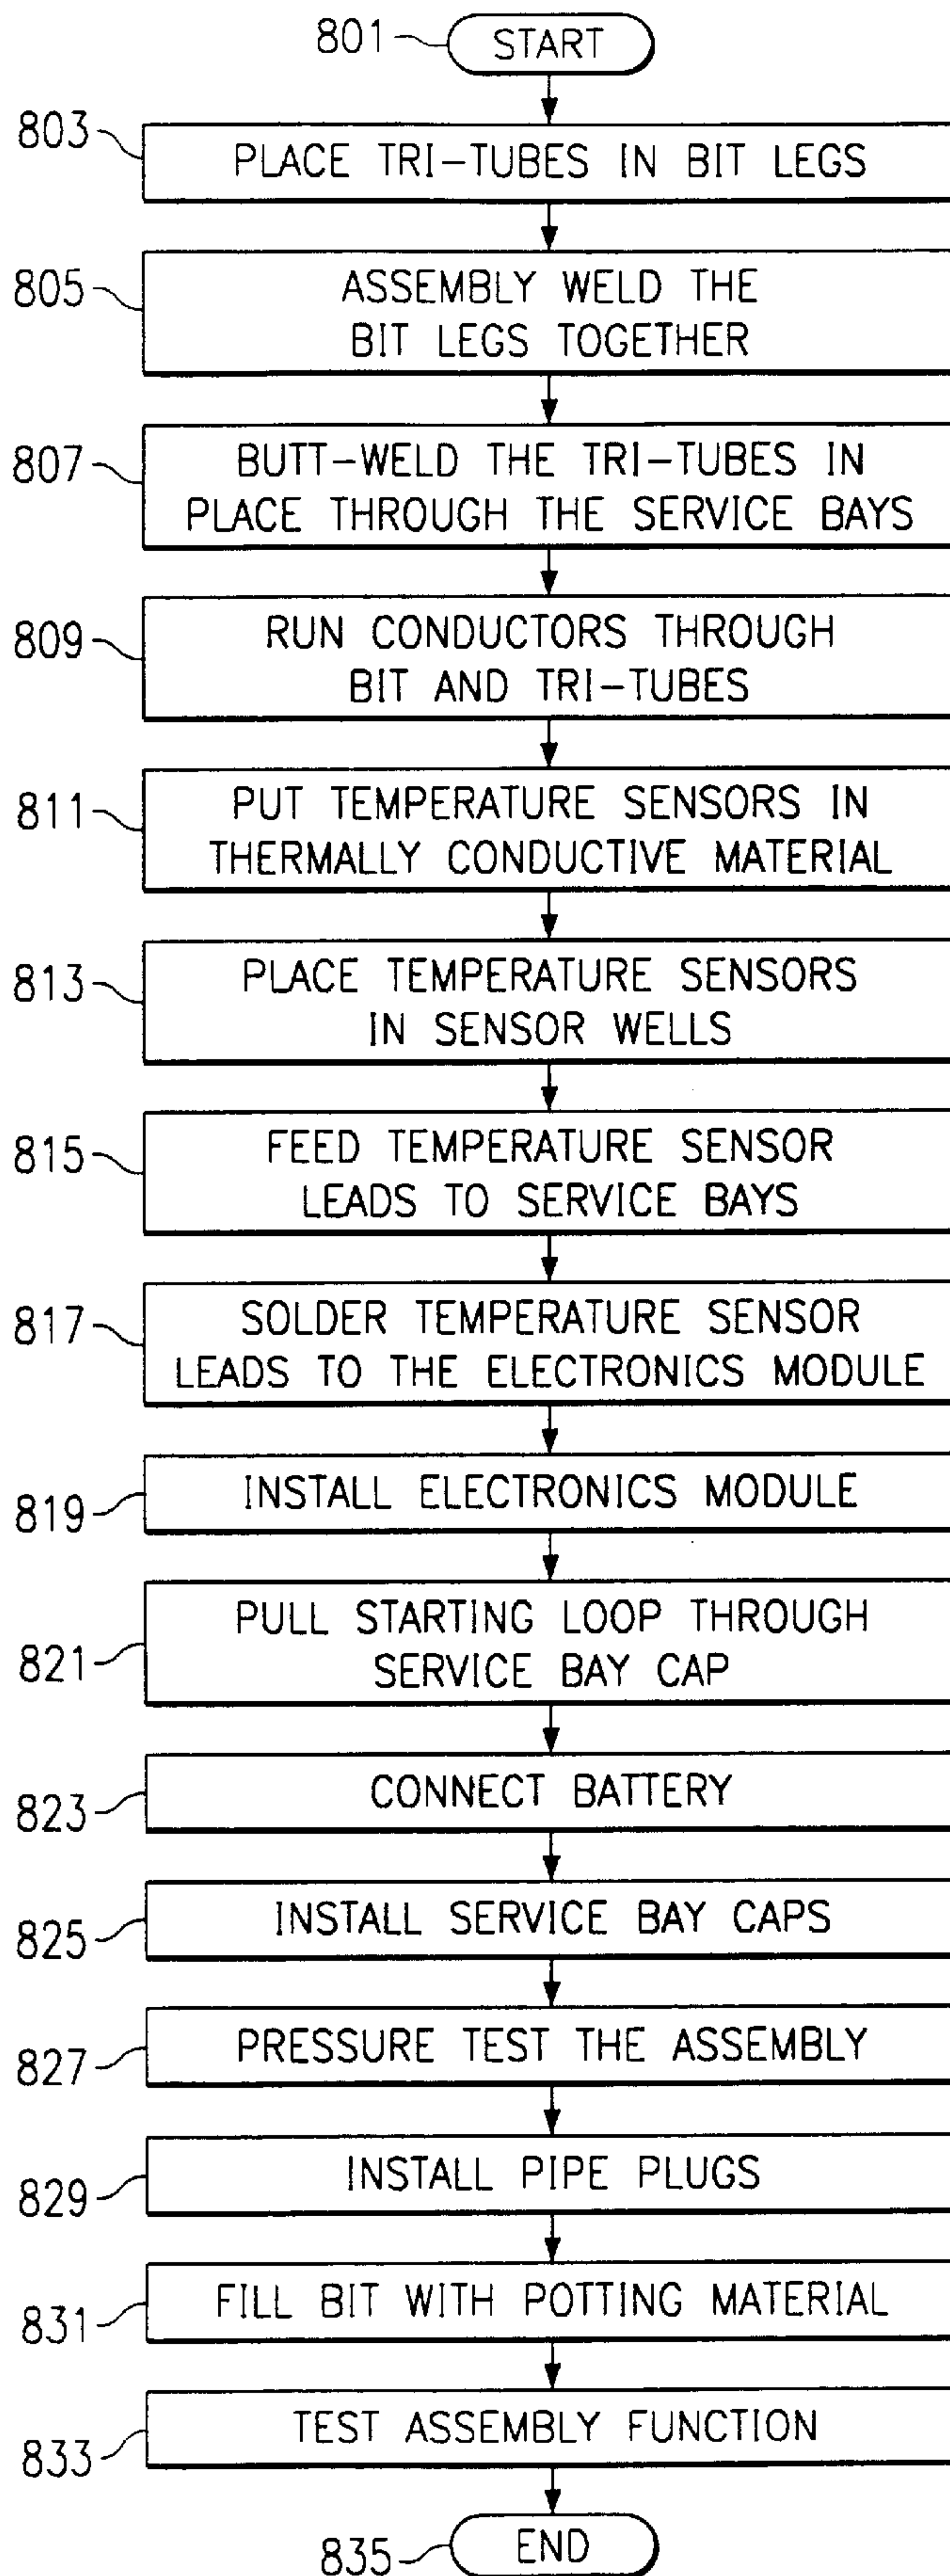 801 START
803 PLACE TRI-TUBES IN BIT LEGS
805 ASSEMBLY WELD THE
BIT LEGS TOGETHER
807 BUTT-WELD THE TRI-TUBES IN
PLACE THROUGH THE SERVICE BAYS
809 RUN CONDUCTORS THROUGH
BIT AND TRI-TUBES
811 PUT TEMPERATURE SENSORS IN
THERMALLY CONDUCTIVE MATERIAL
813 PLACE TEMPERATURE SENSORS
IN SENSOR WELLS
815 FEED TEMPERATURE SENSOR
LEADS TO SERVICE BAYS
817 SOLDER TEMPERATURE SENSOR
LEADS TO THE ELECTRONICS MODULE
819 INSTALL ELECTRONICS MODULE
821 PULL STARTING LOOP THROUGH
SERVICE BAY CAP
823 CONNECT BATTERY
825 INSTALL SERVICE BAY CAPS
827 PRESSURE TEST THE ASSEMBLY
829 INSTALL PIPE PLUGS
831 FILL BIT WITH POTTING MATERIAL
833 TEST ASSEMBLY FUNCTION
835 END